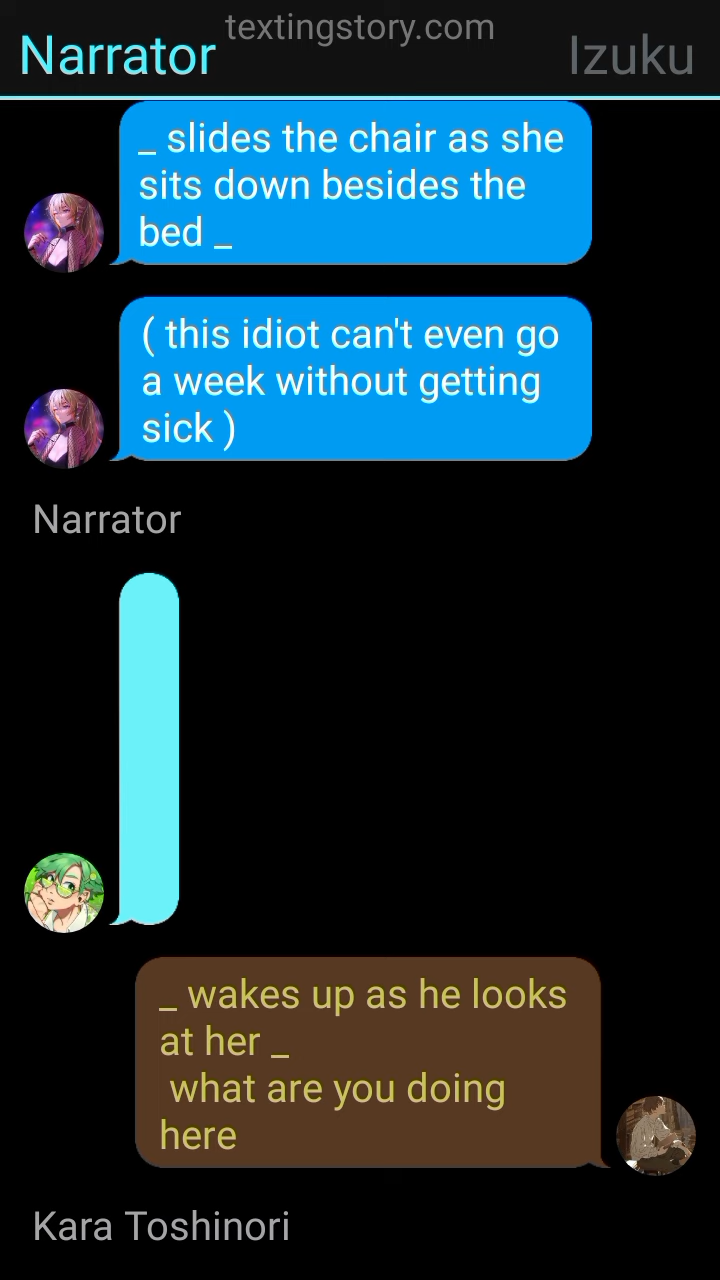 textingstory.com
Narrator Izuku
_ slides the chair as she
sits down besides the
bed _
( this idiot can't even go
a week without getting
sick )
Narrator
_ wakes up as he looks
at her _
what are you doing
here
Kara Toshinori